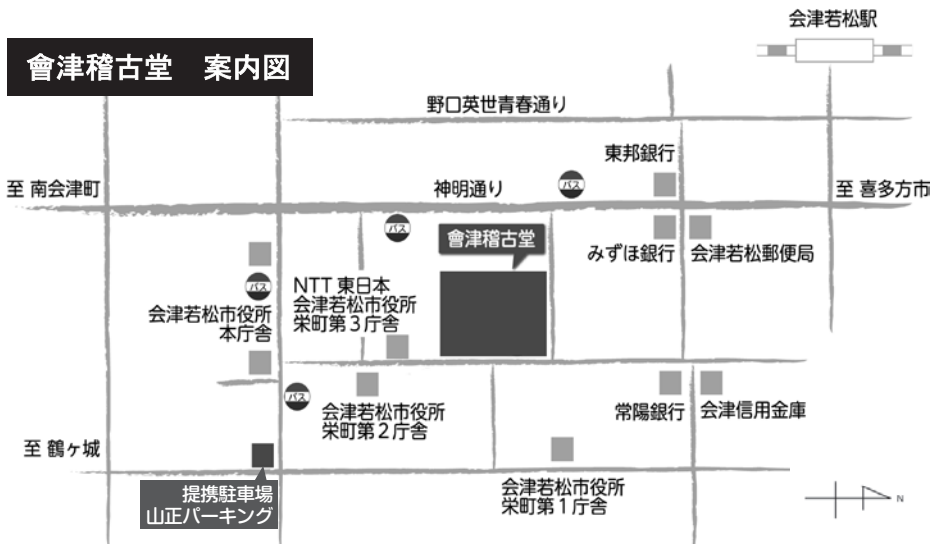 會津稽古堂　案内図
会津若松駅
野口英世青春通り
東邦銀行
バス
至 南会津町
神明通り
至 喜多方市
バス
會津稽古堂
みずほ銀行
会津若松郵便局
バス
NTT 東日本
会津若松市役所
栄町第3庁舎
会津若松市役所
本庁舎
バス
会津若松市役所
栄町第2庁舎
常陽銀行
会津信用金庫
至 鶴ヶ城
提携駐車場
山正パーキング
会津若松市役所
栄町第1庁舎
N